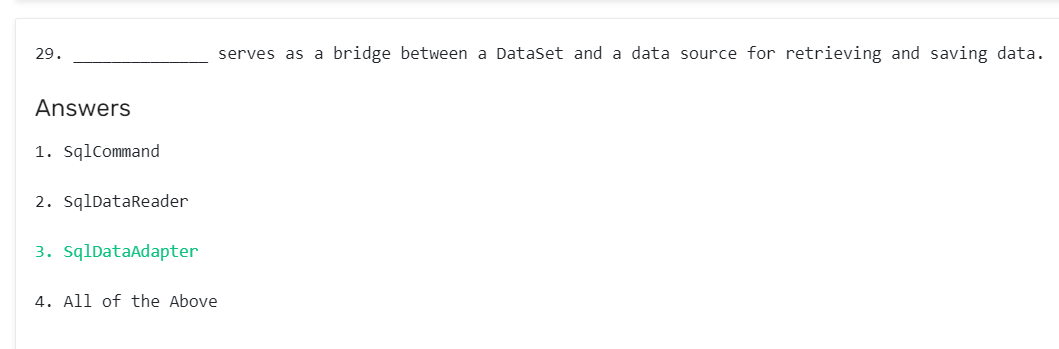 29. ______________ serves as a bridge between a DataSet and a data source for retrieving and saving data.
Answers
1. SqlCommand
2. SqlDataReader
3. SqlDataAdapter
4. All of the Above